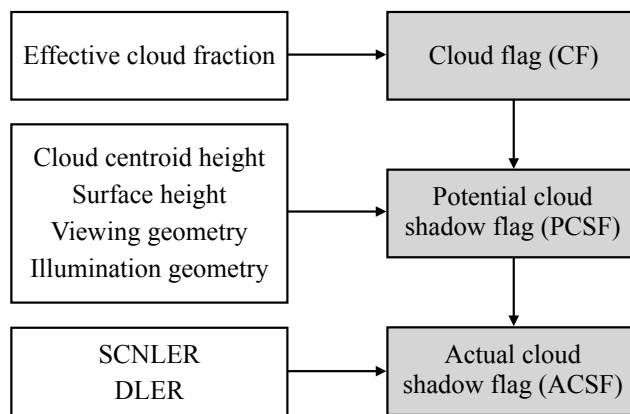 Effective cloud fraction
Cloud flag (CF)
Cloud centroid height
Surface height
Viewing geometry
Illumination geometry
Potential cloud
shadow flag (PCSF)
SCNLER
DLER
Actual cloud
shadow flag (ACSF)